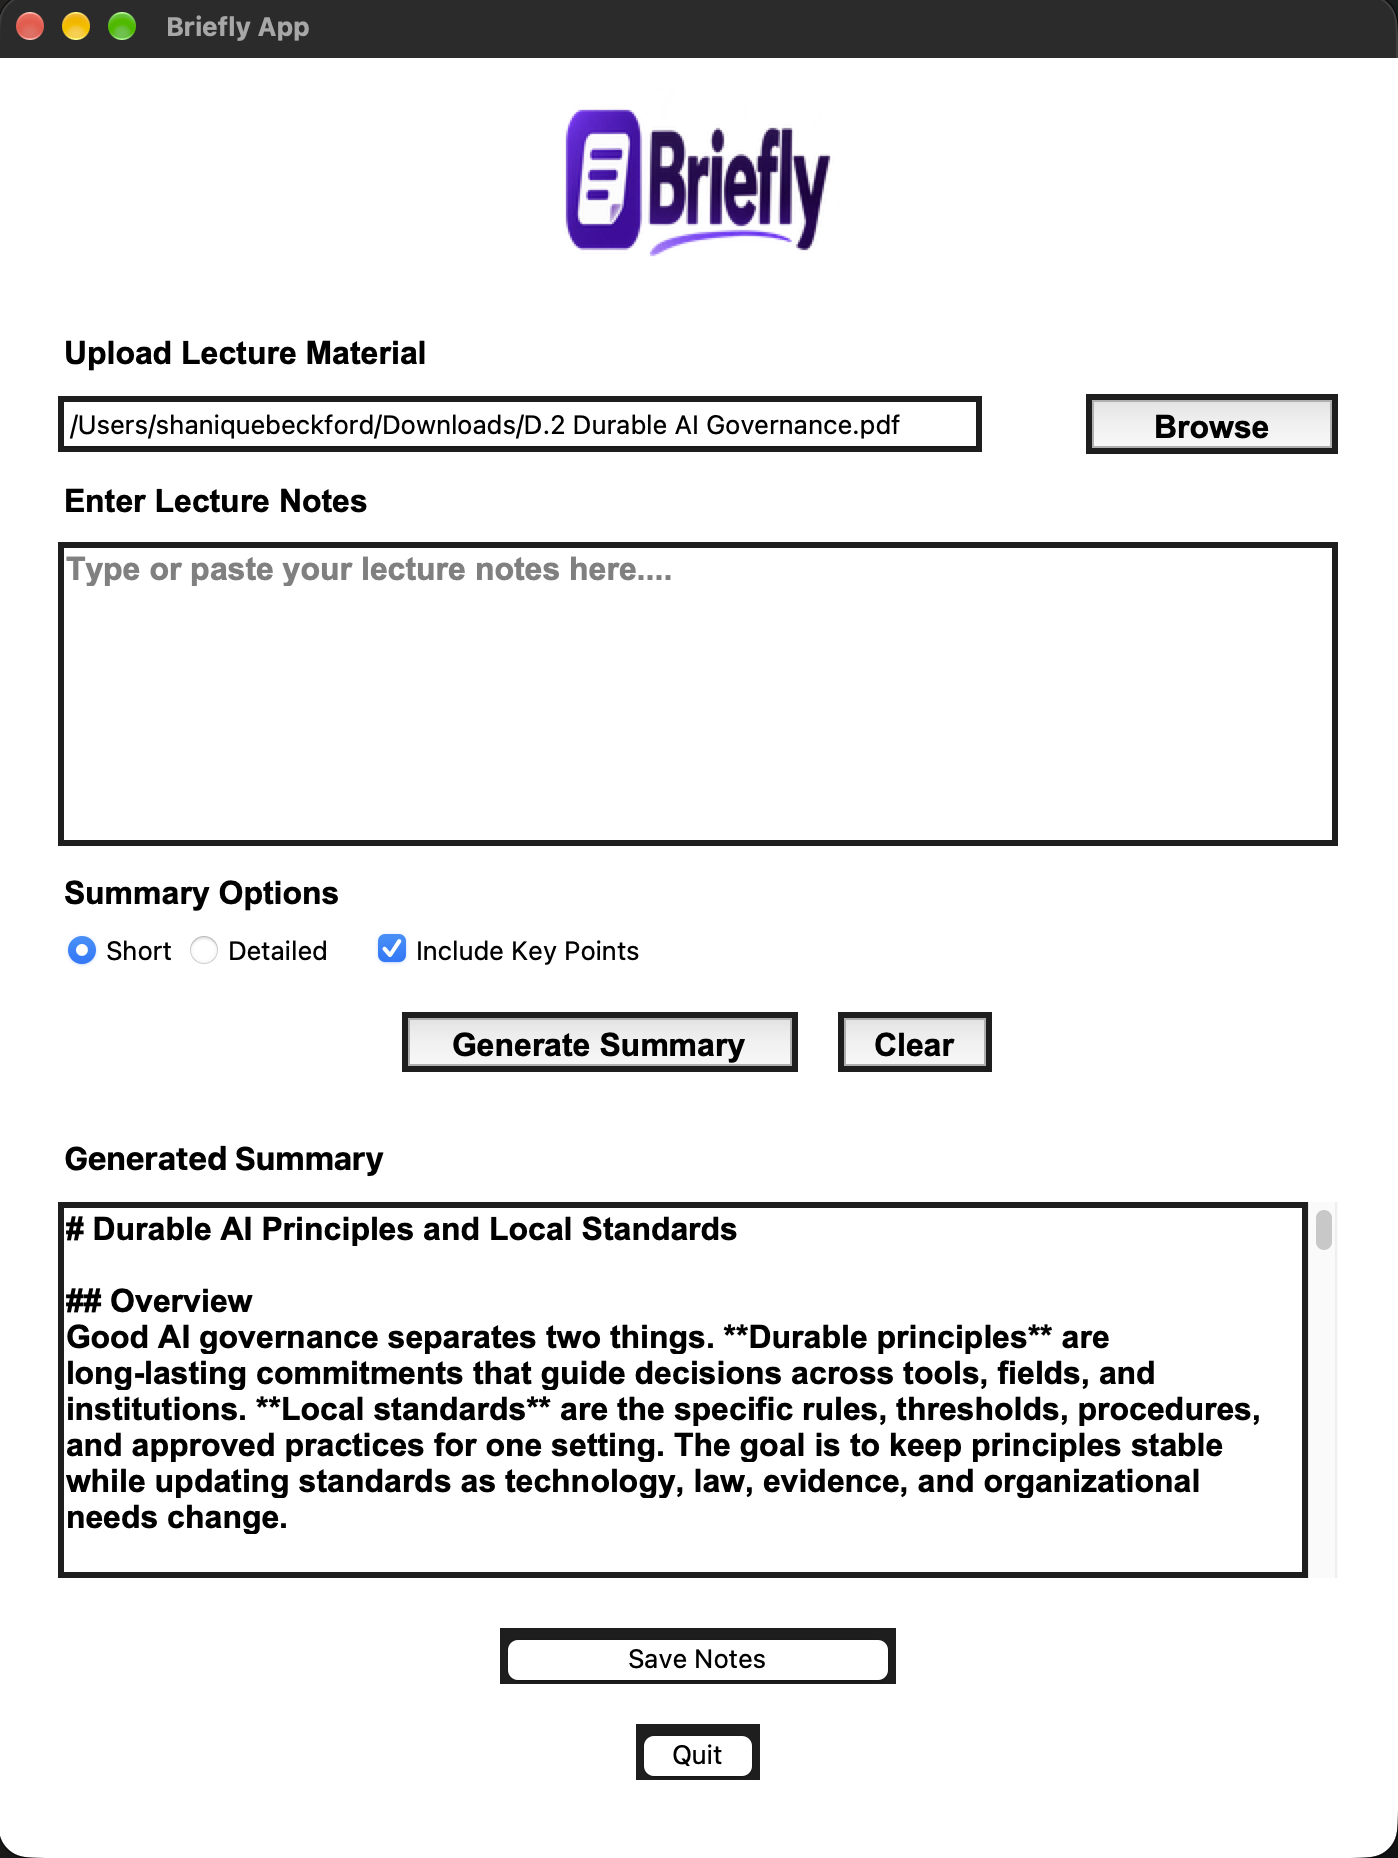 Briefly App
Briefly
Upload Lecture Material
/Users/shaniquebeckford/Downloads/D.2 Durable AI Governance.pdf
Browse
Enter Lecture Notes
Type or paste your lecture notes here....
Summary Options
Short Detailed Include Key Points
Generate Summary Clear
Generated Summary
# Durable AI Principles and Local Standards
## Overview
Good AI governance separates two things. **Durable principles** are
long-lasting commitments that guide decisions across tools, fields, and
institutions. **Local standards** are the specific rules, thresholds, procedures,
and approved practices for one setting. The goal is to keep principles stable
while updating standards as technology, law, evidence, and organizational
needs change.
Save Notes
Quit